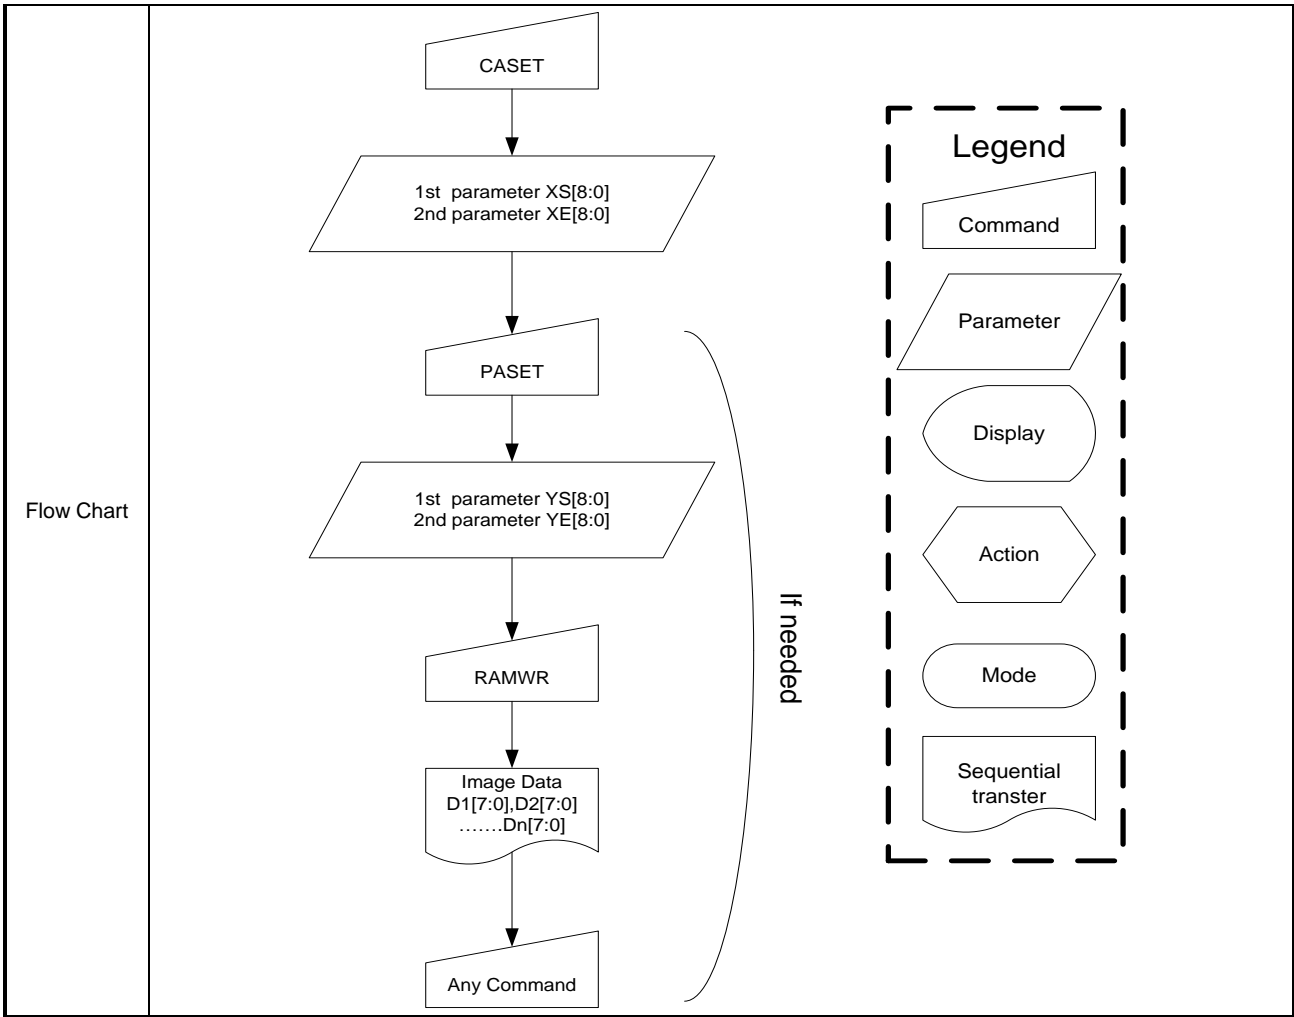 Flow Chart
CASET
1st parameter XS[8:0]
2nd parameter XE[8:0]
PASET
1st parameter YS[8:0]
2nd parameter YE[8:0]
RAMWR
Image Data
D1[7:0],D2[7:0]
.......Dn[7:0]
Any Command
If needed
Legend
Command
Parameter
Display
Action
Mode
Sequential
transter